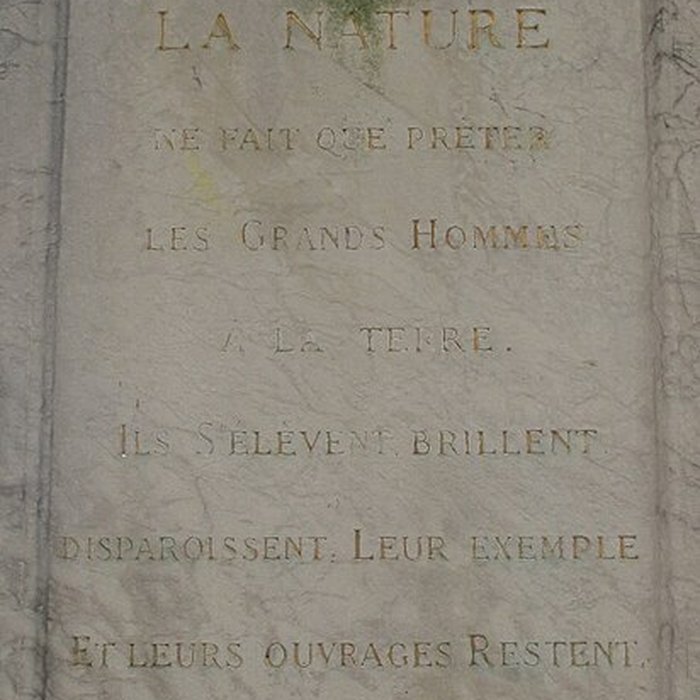 LA NATURE
NE FAIT QUE PRÊTER
LES GRANDS HOMMES
A LA TERRE.
ILS S'ÉLÈVENT, BRILLENT
DISPAROISSENT. LEUR EXEMPLE
ET LEURS OUVRAGES RESTENT.